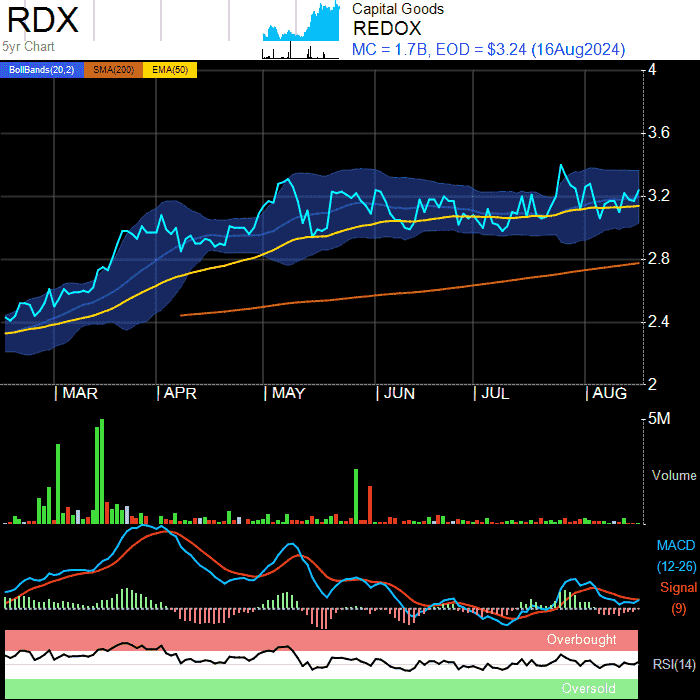 RDX
5yr Chart
Capital Goods
REDOX
MC = 1.7B, EOD = $3.24 (16Aug2024)
BollBands(20,2) SMA(200) EMA(50)
4
3.6
3.2
2.8
2.4
2
MAR APR MAY JUN JUL AUG
5M
Volume
MACD
(12-26)
Signal
(9)
Overbought
RSI(14)
Oversold